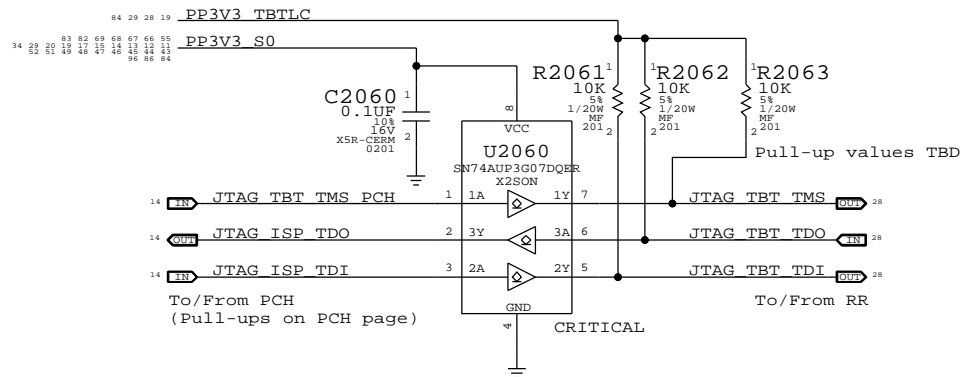 84 29 28 19 PP3V3_TBTLC
83 82 69 68 67 66 55
34 29 20 19 17 15 14 13 12 11 PP3V3_S0
52 51 49 48 47 46 45 44 43
96 86 84
R2061 1
10K
5%
1/20W
MF
201
2
1 R2062
10K
5%
1/20W
MF
201
2
1 R2063
10K
5%
1/20W
MF
201
2
C2060 1
0.1UF
10%
16V
X5R-CERM 2
0201
8
VCC
U2060
SN74AUP3G07DQER
X2SON
Pull-up values TBD
14 IN JTAG_TBT_TMS_PCH 1 1A 1Y 7 JTAG_TBT_TMS OUT 28
14 OUT JTAG_ISP_TDO 2 3Y 3A 6 JTAG_TBT_TDO IN 28
14 IN JTAG_ISP_TDI 3 2A 2Y 5 JTAG_TBT_TDI OUT 28
To/From PCH
(Pull-ups on PCH page)
GND
4
CRITICAL
To/From RR